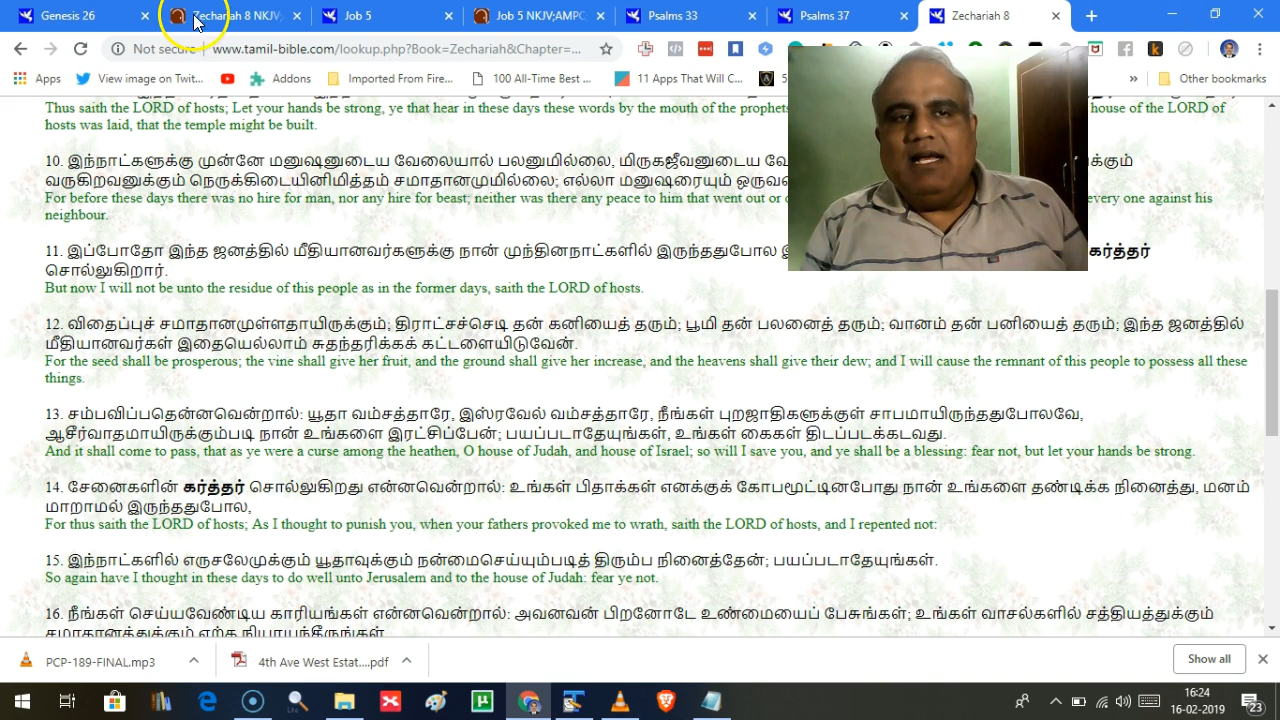 Genesis 26
Zechariah 8 NKJV;
Job 5
Job 5 NKJV;AMPC
Psalms 33
Psalms 37
Zechariah 8
Not secure www.tamil-bible.com/lookup.php?Book=Zechariah&Chapter=...
Apps View image on Twit... Addons Imported From Fire... 100 All-Time Best ... 11 Apps That Will C... Other bookmarks
Thus saith the LORD of hosts; Let your hands be strong, ye that hear in these days these words by the mouth of the prophets house of the LORD of
hosts was laid, that the temple might be built.
10. இந்நாட்களுக்கு முன்னே மனுஷனுடைய வேலையால் பலனுமில்லை, மிருகஜீவனுடைய
வருகிறவனுக்கும் நெருக்கிடையினிமித்தம் சமாதானமுமில்லை; எல்லா மனுஷரையும்
For before these days there was no hire for man, nor any hire for beast; neither was there any peace to him that went out or every one against his
neighbour.
11. இப்போதோ இந்த ஜனத்தில் மீதியானவர்களுக்கு நான் முந்தினநாட்களில் இருந்ததுபோல கர்த்தர்
சொல்லுகிறார்.
But now I will not be unto the residue of this people as in the former days, saith the LORD of hosts.
12. விதைப்புச் சமாதானமுள்ளதாயிருக்கும்; திராட்சச்செடி தன் கனியைத் தரும்; பூமி தன் பலனைத் தரும்; வானம் தன் பனியைத் தரும்; இந்த ஜனத்தில்
மீதியானவர்கள் இதையெல்லாம் சுதந்தரிக்கக் கட்டளையிடுவேன்.
For the seed shall be prosperous; the vine shall give her fruit, and the ground shall give her increase, and the heavens shall give their dew; and I will cause the remnant of this people to possess all these
things.
13. சம்பவிப்பதென்னவென்றால்: யூதா வம்சத்தாரே, இஸ்ரவேல் வம்சத்தாரே, நீங்கள் புறஜாதிகளுக்குள் சாபமாயிருந்ததுபோலவே,
ஆசீர்வாதமாயிருக்கும்படி நான் உங்களை இரட்சிப்பேன்; பயப்படாதேயுங்கள், உங்கள் கைகள் திடப்படக்கடவது.
And it shall come to pass, that as ye were a curse among the heathen, O house of Judah, and house of Israel; so will I save you, and ye shall be a blessing: fear not, but let your hands be strong.
14. சேனைகளின் கர்த்தர் சொல்லுகிறது என்னவென்றால்: உங்கள் பிதாக்கள் எனக்குக் கோபமூட்டினபோது நான் உங்களை தண்டிக்க நினைத்து, மனம்
மாறாமல் இருந்ததுபோல,
For thus saith the LORD of hosts; As I thought to punish you, when your fathers provoked me to wrath, saith the LORD of hosts, and I repented not:
15. இந்நாட்களில் எருசலேமுக்கும் யூதாவுக்கும் நன்மைசெய்யும்படித் திரும்ப நினைத்தேன்; பயப்படாதேயுங்கள்.
So again have I thought in these days to do well unto Jerusalem and to the house of Judah: fear ye not.
16. நீங்கள் செய்யவேண்டிய காரியங்கள் என்னவென்றால்: அவனவன் பிறனோடே உண்மையைப் பேசுங்கள்; உங்கள் வாசல்களில் சத்தியத்துக்கும்
சமாதானத்துக்கும் ஏற்க நியாயந்தீருங்கள்
PCP-189-FINAL.mp3
4th Ave West Estat....pdf
Show all
16:24
16-02-2019
23